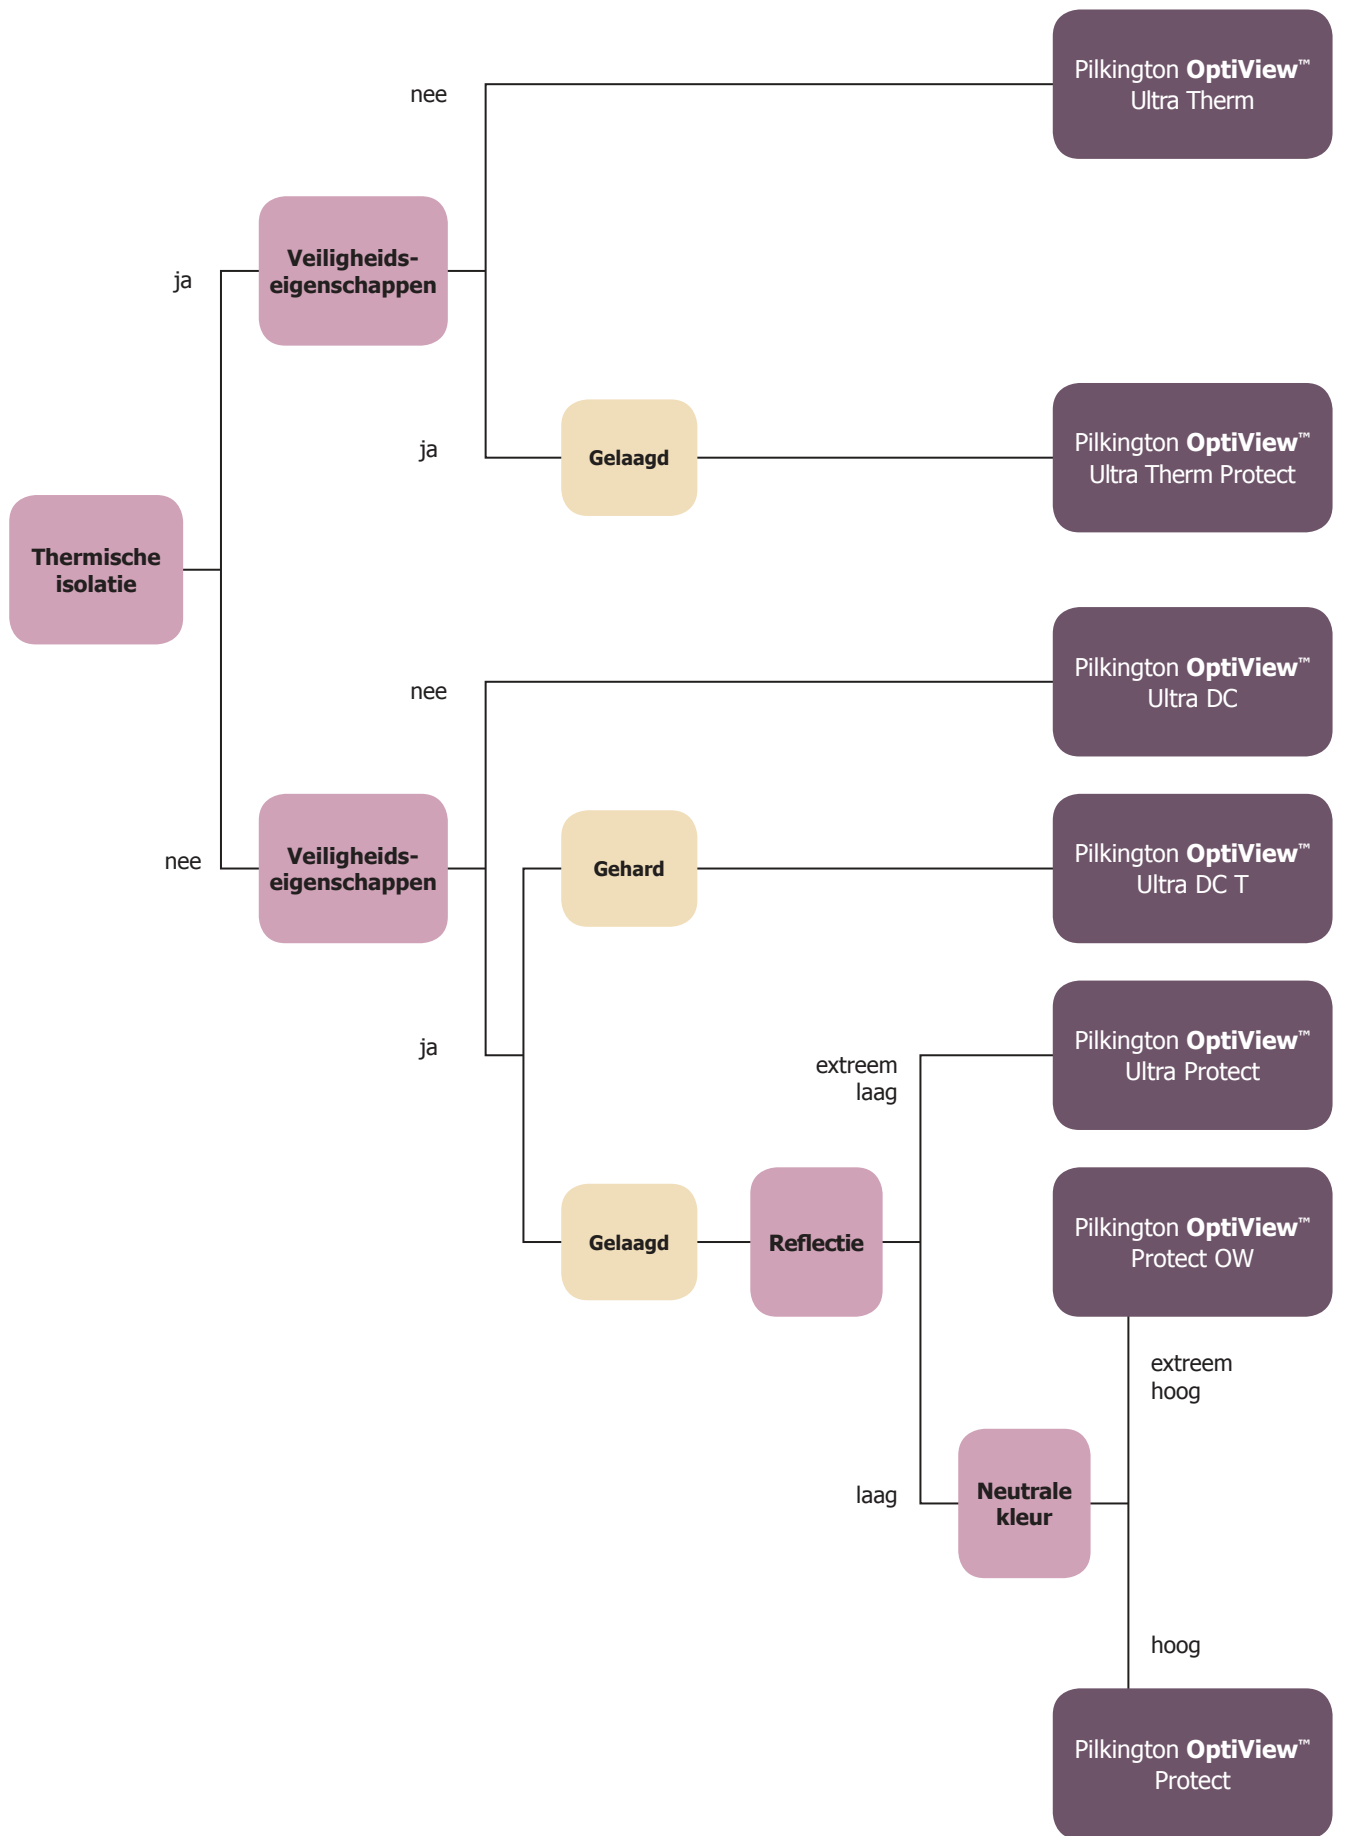 Pilkington OptiView™
Ultra Therm
nee
Veiligheids-
eigenschappen
ja
Pilkington OptiView™
Ultra Therm Protect
ja
Gelaagd
Thermische
isolatie
Pilkington OptiView™
Ultra DC
nee
Pilkington OptiView™
Ultra DC T
nee
Veiligheids-
eigenschappen
Gehard
Pilkington OptiView™
Ultra Protect
ja
extreem
laag
Pilkington OptiView™
Protect OW
Gelaagd
Reflectie
extreem
hoog
laag
Neutrale
kleur
hoog
Pilkington OptiView™
Protect